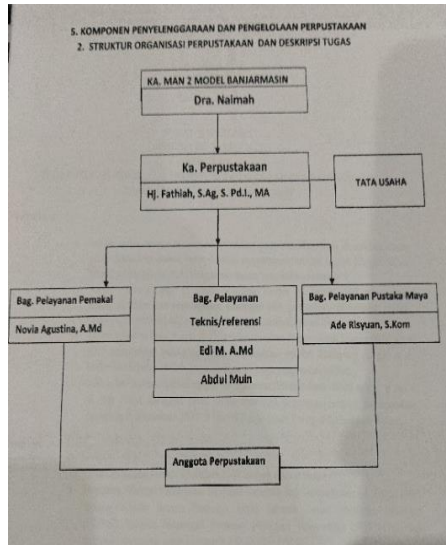 5. KOMPONEN PENYELENGGARAAN DAN PENGELOLAAN PERPUSTAKAAN
2. STRUKTUR ORGANISASI PERPUSTAKAAN DAN DESKRIPSI TUGAS
KA. MAN 2 MODEL BANJARMASIN
Dra. Naimah
Ka. Perpustakaan
Hj. Fathiah, S.Ag, S. Pd.I., MA
TATA USAHA
Bag. Pelayanan Pemakai
Novia Agustina, A.Md
Bag. Pelayanan
Teknis/referensi
Edi M. A.Md
Abdul Muin
Bag. Pelayanan Pustaka Maya
Ade Risyuan, S.Kom
Anggota Perpustakaan